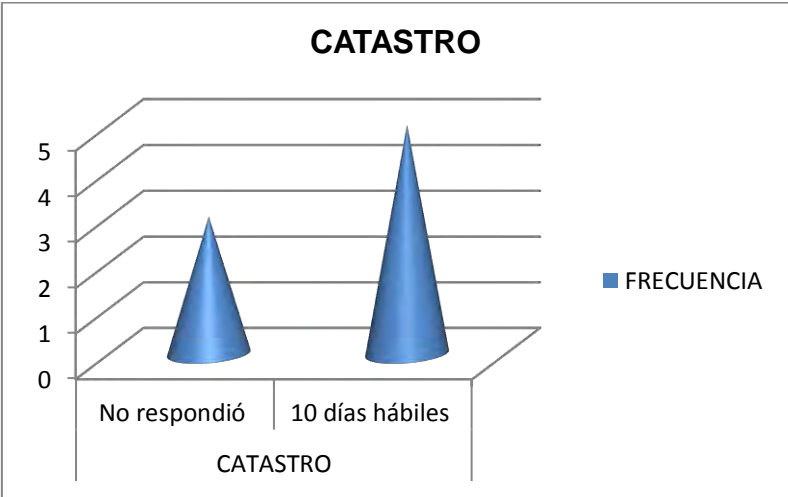 CATASTRO
5
4
3
2
1
0
FRECUENCIA
No respondió
10 días hábiles
CATASTRO